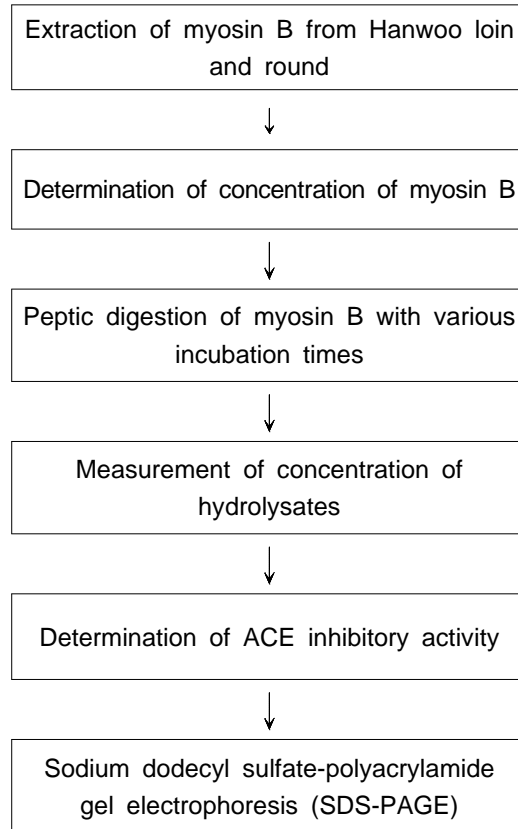 Extraction of myosin B from Hanwoo loin
and round
Determination of concentration of myosin B
Peptic digestion of myosin B with various
incubation times
Measurement of concentration of
hydrolysates
Determination of ACE inhibitory activity
Sodium dodecyl sulfate-polyacrylamide
gel electrophoresis (SDS-PAGE)